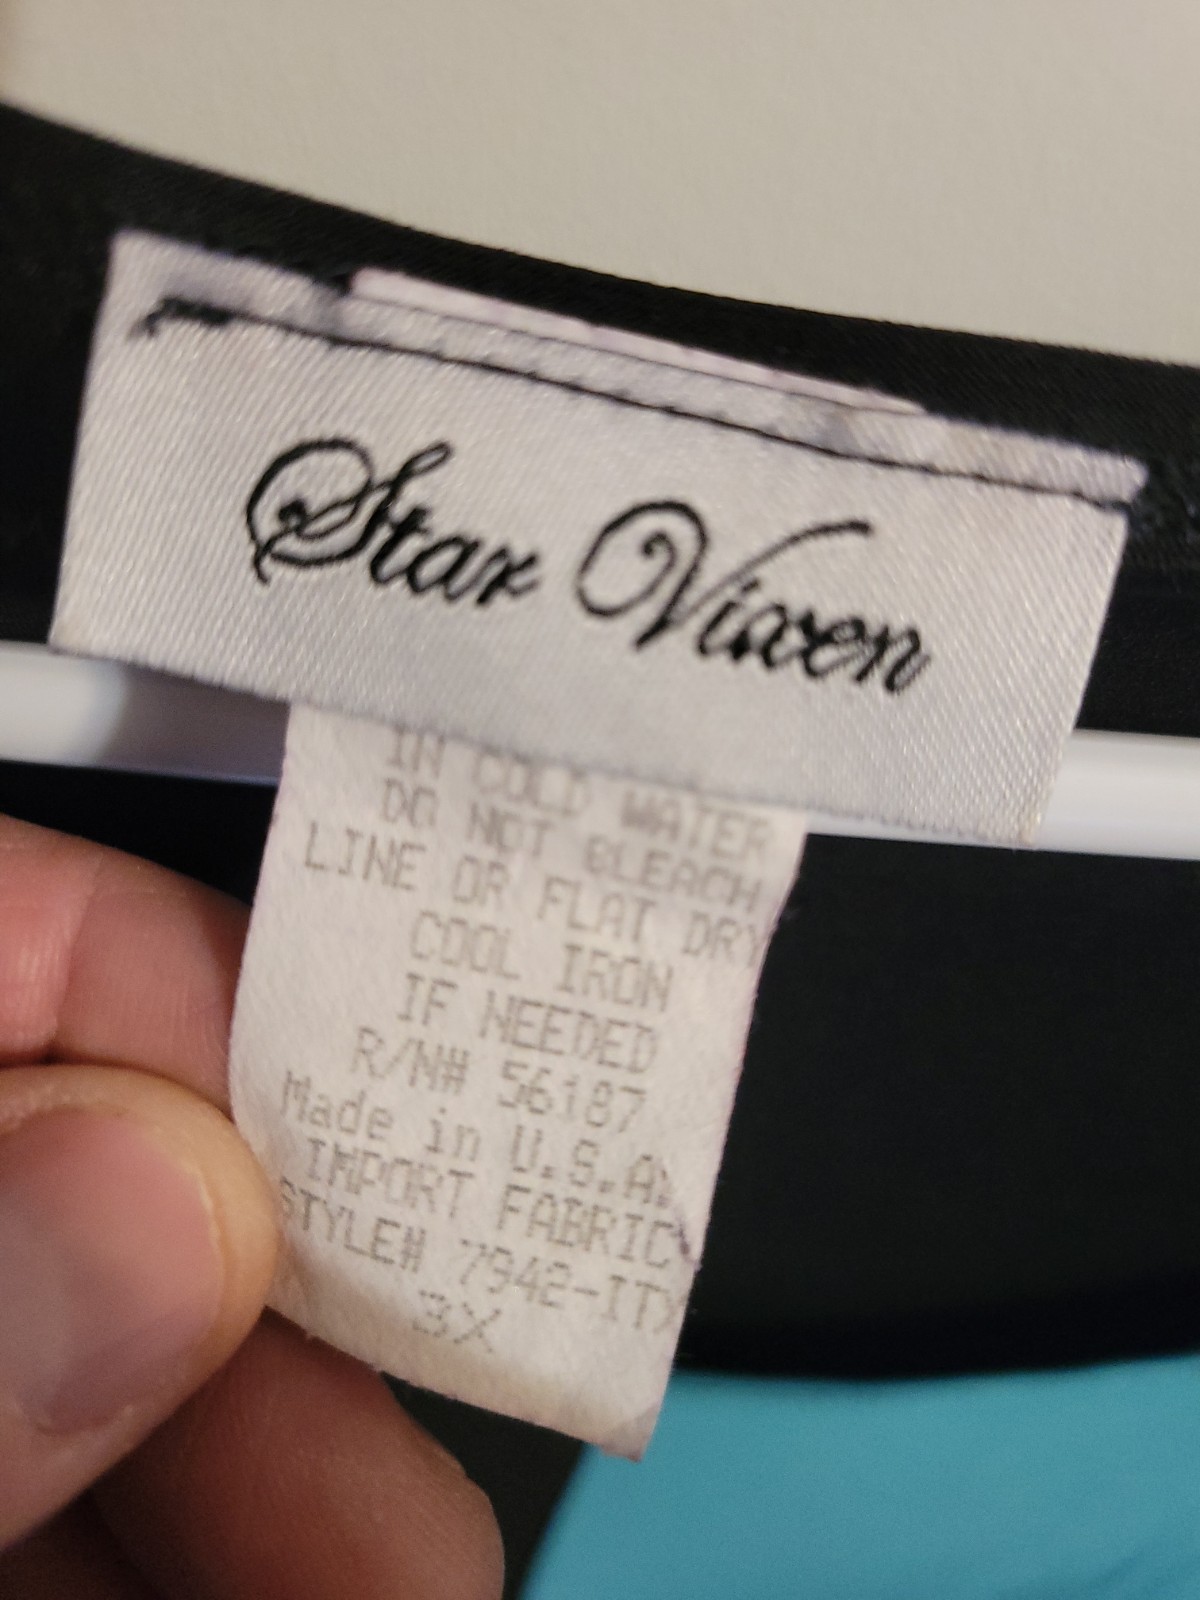 Star Vixen
IN COLD WATER
DO NOT BLEACH
LINE OR FLAT DRY
COOL IRON
IF NEEDED
R/N# 56187
Made in U.S.A.
IMPORT FABRIC
STYLE# 7942-ITY
3X